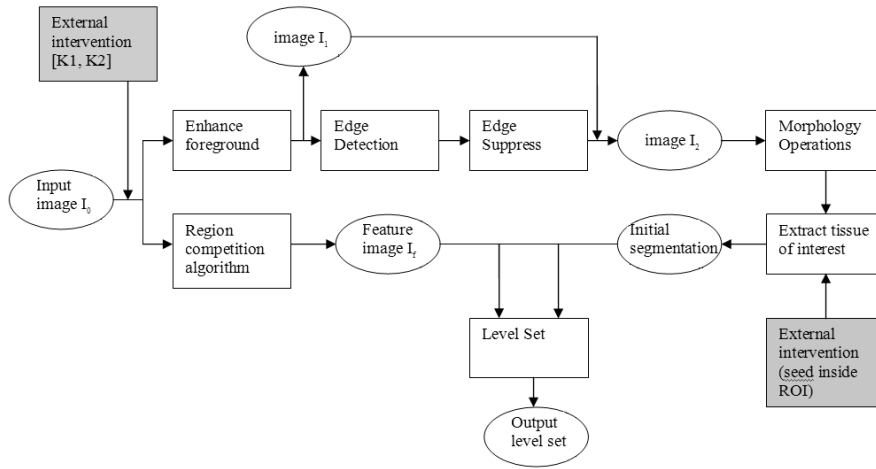 External
intervention
[K1, K2]
image I₁
Enhance
foreground
Edge
Detection
Edge
Suppress
image I₂
Morphology
Operations
Input
image I₀
Region
competition
algorithm
Feature
image If
Initial
segmentation
Extract tissue
of interest
Level Set
External
intervention
(seed inside
ROI)
Output
level set